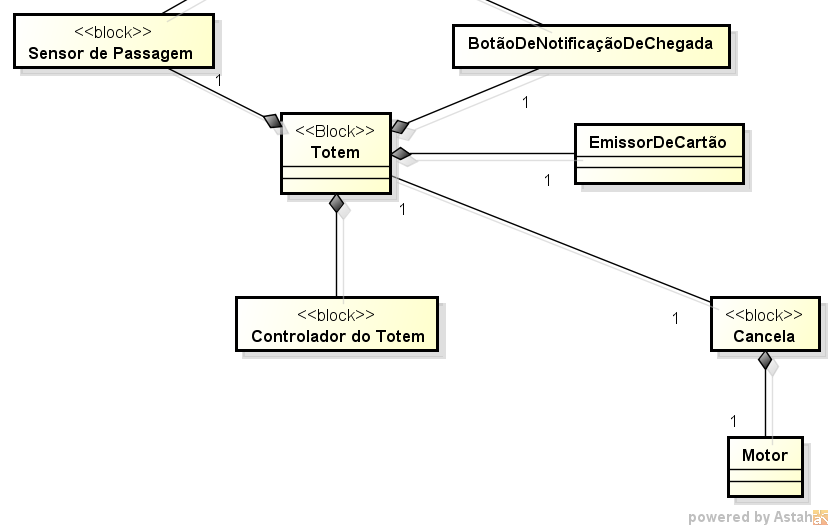 <<block>>
Sensor de Passagem
BotãoDeNotificaçãoDeChegada
1
1
<<Block>>
Totem
EmissorDeCartão
1
1
<<block>>
Controlador do Totem
1
<<block>>
Cancela
1
Motor
powered by Astah